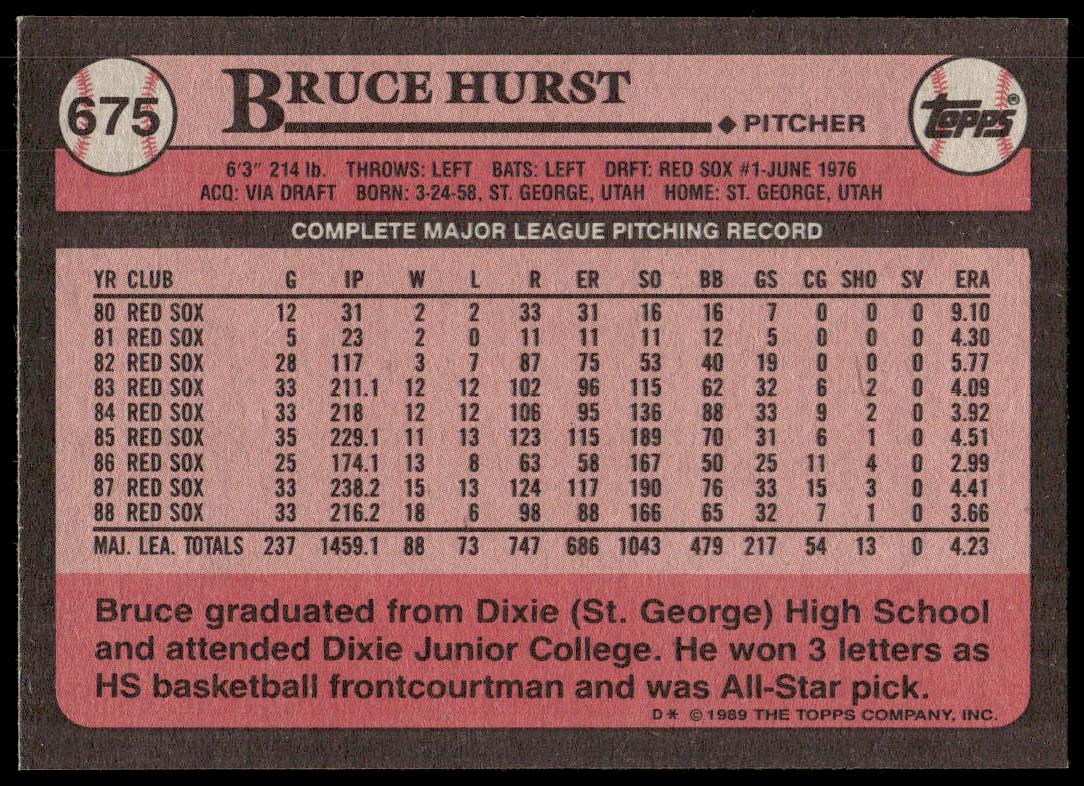 675
BRUCE HURST
◆ PITCHER
TOPPS®
6'3" 214 lb. THROWS: LEFT BATS: LEFT DRFT: RED SOX #1-JUNE 1976
ACQ: VIA DRAFT BORN: 3-24-58, ST. GEORGE, UTAH HOME: ST. GEORGE, UTAH
COMPLETE MAJOR LEAGUE PITCHING RECORD
YR CLUB G IP W L R ER SO BB GS CG SHO SV ERA
80 RED SOX 12 31 2 2 33 31 16 16 7 0 0 0 9.10
81 RED SOX 5 23 2 0 11 11 11 12 5 0 0 0 4.30
82 RED SOX 28 117 3 7 87 75 53 40 19 0 0 0 5.77
83 RED SOX 33 211.1 12 12 102 96 115 62 32 6 2 0 4.09
84 RED SOX 33 218 12 12 106 95 136 88 33 9 2 0 3.92
85 RED SOX 35 229.1 11 13 123 115 189 70 31 6 1 0 4.51
86 RED SOX 25 174.1 13 8 63 58 167 50 25 11 4 0 2.99
87 RED SOX 33 238.2 15 13 124 117 190 76 33 15 3 0 4.41
88 RED SOX 33 216.2 18 6 98 88 166 65 32 7 1 0 3.66
MAJ. LEA. TOTALS 237 1459.1 88 73 747 686 1043 479 217 54 13 0 4.23
Bruce graduated from Dixie (St. George) High School
and attended Dixie Junior College. He won 3 letters as
HS basketball frontcourtman and was All-Star pick.
D* © 1989 THE TOPPS COMPANY, INC.